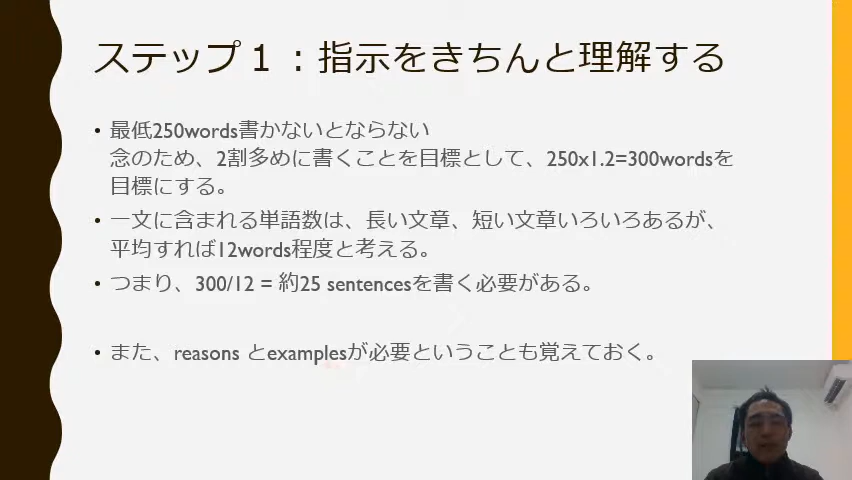 ステップ１：指示をきちんと理解する
• 最低250words書かないとならない
念のため、2割多めに書くことを目標として、250x1.2=300wordsを
目標にする。
• 一文に含まれる単語数は、長い文章、短い文章いろいろあるが、
平均すれば12words程度と考える。
• つまり、300/12 = 約25 sentencesを書く必要がある。
• また、reasons とexamplesが必要ということも覚えておく。